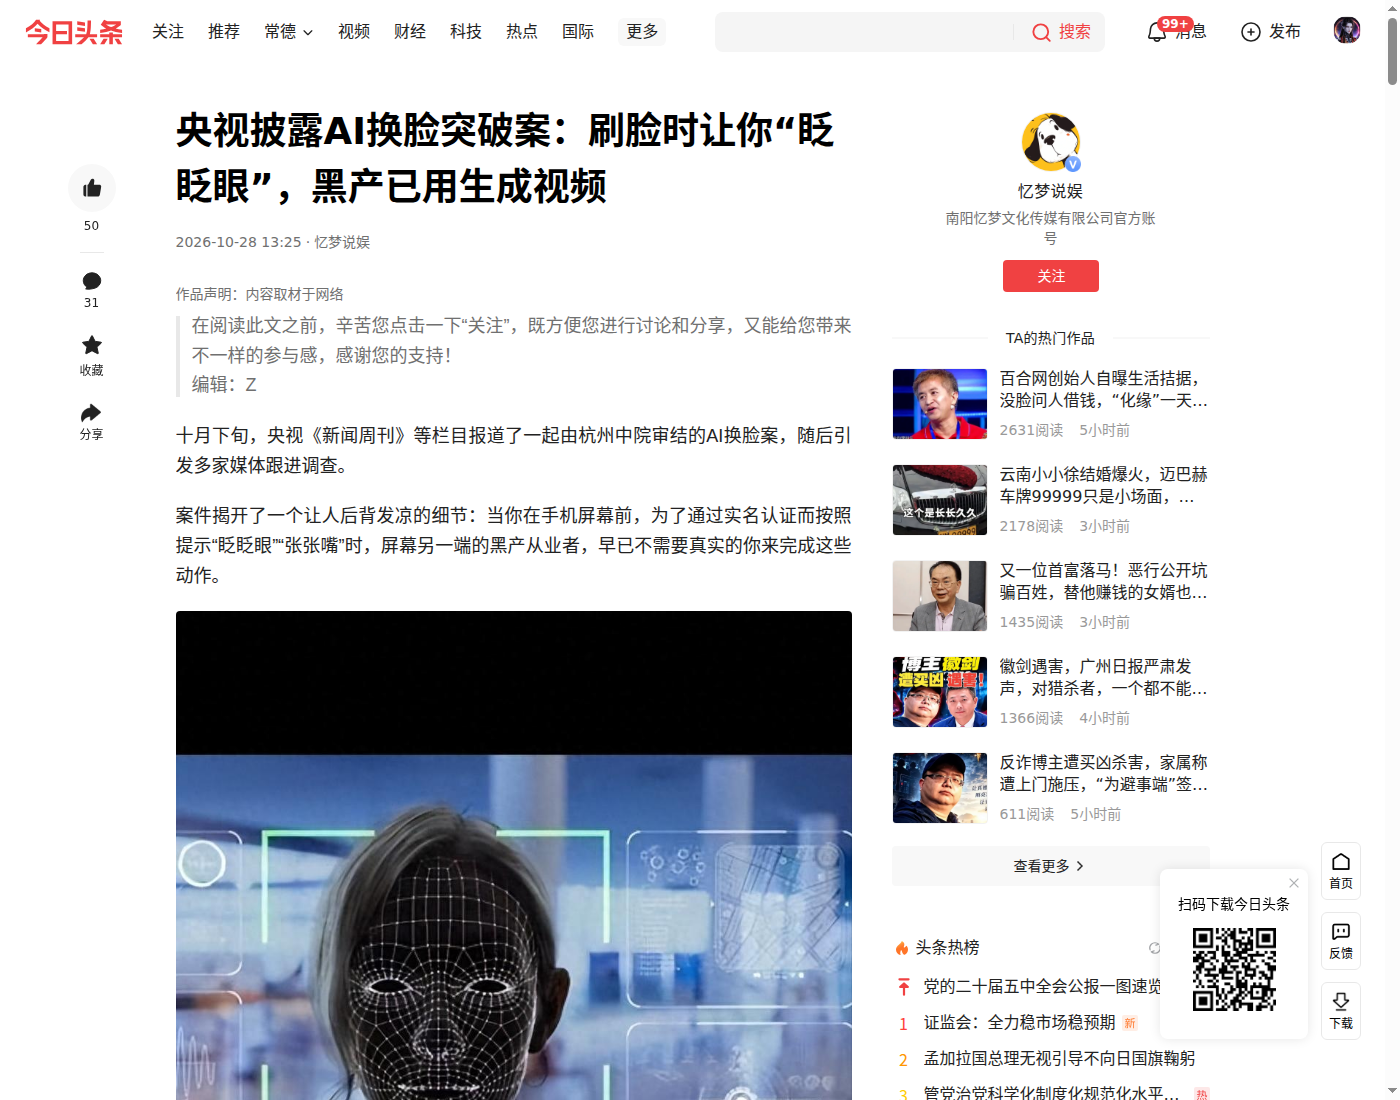 今日头条
关注 推荐 常德 视频 财经 科技 热点 国际 更多
搜索
99+
消息
发布
央视披露AI换脸突破案：刷脸时让你“眨
眨眼”，黑产已用生成视频
2026-10-28 13:25 · 忆梦说娱
50
31
收藏
分享
作品声明：内容取材于网络
在阅读此文之前，辛苦您点击一下“关注”，既方便您进行讨论和分享，又能给您带来
不一样的参与感，感谢您的支持！
编辑：Z
十月下旬，央视《新闻周刊》等栏目报道了一起由杭州中院审结的AI换脸案，随后引
发多家媒体跟进调查。
案件揭开了一个让人后背发凉的细节：当你在手机屏幕前，为了通过实名认证而按照
提示“眨眨眼”“张张嘴”时，屏幕另一端的黑产从业者，早已不需要真实的你来完成这些
动作。
V
忆梦说娱
南阳忆梦文化传媒有限公司官方账
号
关注
TA的热门作品
百合网创始人自曝生活拮据，
没脸问人借钱，“化缘”一天…
2631阅读 5小时前
这个是长长久久
云南小小徐结婚爆火，迈巴赫
车牌99999只是小场面，…
2178阅读 3小时前
又一位首富落马！恶行公开坑
骗百姓，替他赚钱的女婿也…
1435阅读 3小时前
博主徽剑
遭买凶遇害！
徽剑遇害，广州日报严肃发
声，对猎杀者，一个都不能…
1366阅读 4小时前
反诈博主遭买凶杀害，家属称
遭上门施压，“为避事端”签…
611阅读 5小时前
查看更多
头条热榜
党的二十届五中全会公报一图速览
1 证监会：全力稳市场稳预期 新
2 孟加拉国总理无视引导不向日国旗鞠躬
3 管党治党科学化制度化规范化水平… 热
扫码下载今日头条
首页
反馈
下载